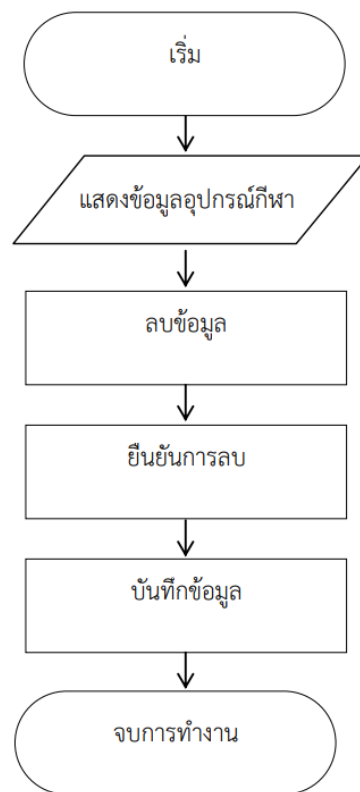 เริ่ม
แสดงข้อมูลอุปกรณ์กีฬา
ลบข้อมูล
ยืนยันการลบ
บันทึกข้อมูล
จบการทำงาน